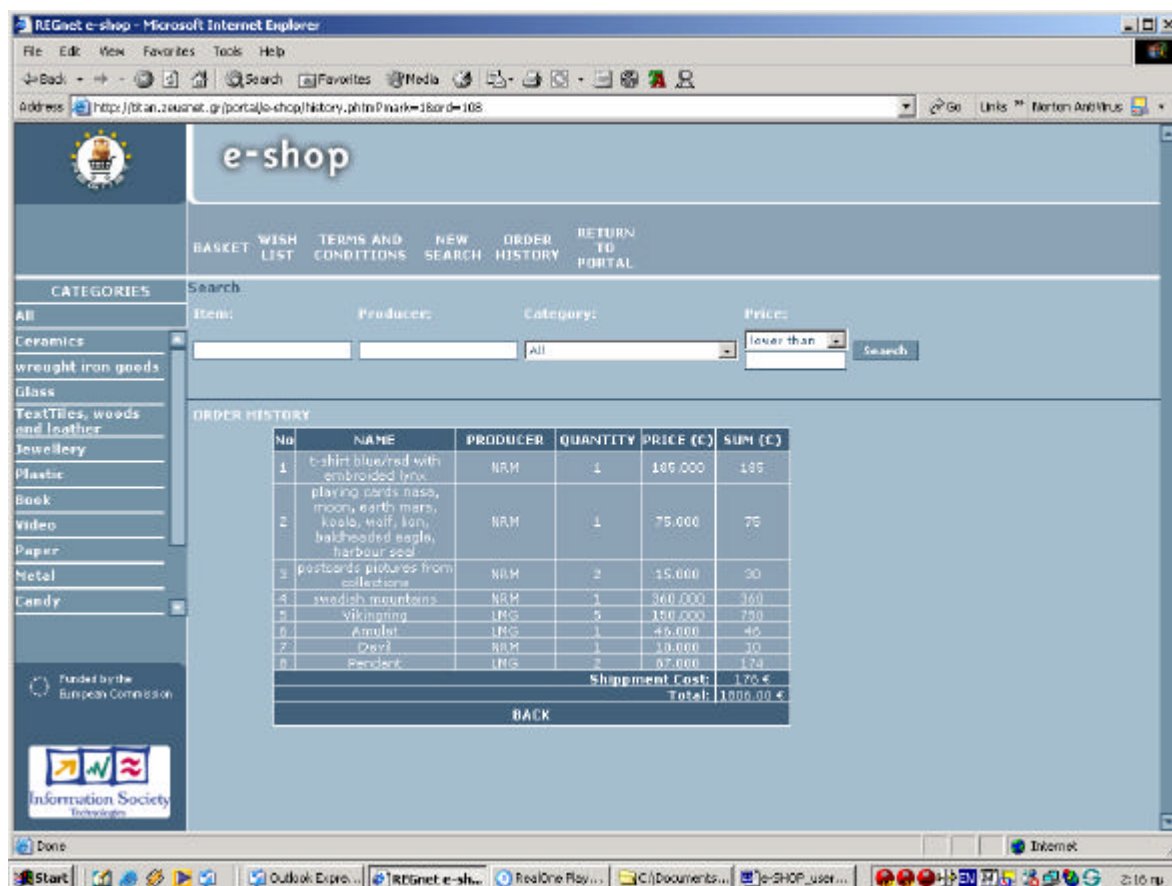 REGnet e-shop - Microsoft Internet Explorer
File Edit View Favorites Tools Help
Back Search Favorites Media
Address http://titan.zeusnet.gr/portal/e-shop/history.phtml?mark=1&ord=108 Go Links » Norton AntiVirus
e-shop
BASKET WISH LIST TERMS AND CONDITIONS NEW SEARCH ORDER HISTORY RETURN TO PORTAL
CATEGORIES
All
Ceramics
wrought iron goods
Glass
TextTiles, woods
and leather
Jewellery
Plastic
Book
Video
Paper
Metal
Candy
Funded by the
European Commission
Information Society
Technologies
Search
Item: Producer: Category: Price:
All lower than Search
ORDER HISTORY
No NAME PRODUCER QUANTITY PRICE (£) SUM (£)
1 t-shirt blue/red with
embroided lynx NRM 1 185.000 185
playing cards nasa,
moon, earth mars,
2 koala, wolf, lion, NRM 1 75.000 75
baldheaded eagle,
harbour seal
3 postcards pictures from
collections NRM 2 15.000 30
4 swedish mountains NRM 1 360.000 360
5 Vikingring LMG 5 150.000 750
6 Amulet LMG 1 46.000 46
7 Devil NRM 1 10.000 10
8 Pendent LMG 2 87.000 174
Shippment Cost: 176 €
Total: 1806.00 €
BACK
Done Internet
Start Outlook Expre... REGnet e-sh... RealOne Play... C:\Documents... e-SHOP_user... EN 2:16 πμ